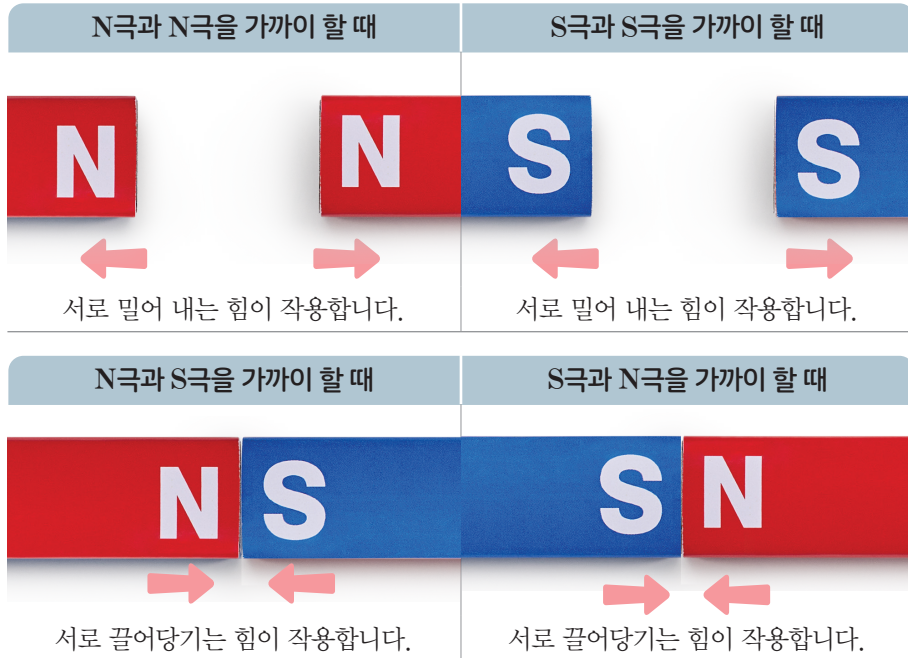 N극과 N극을 가까이 할 때
S극과 S극을 가까이 할 때
N
N
S
S
서로 밀어 내는 힘이 작용합니다.
서로 밀어 내는 힘이 작용합니다.
N극과 S극을 가까이 할 때
S극과 N극을 가까이 할 때
N
S
S
N
서로 끌어당기는 힘이 작용합니다.
서로 끌어당기는 힘이 작용합니다.